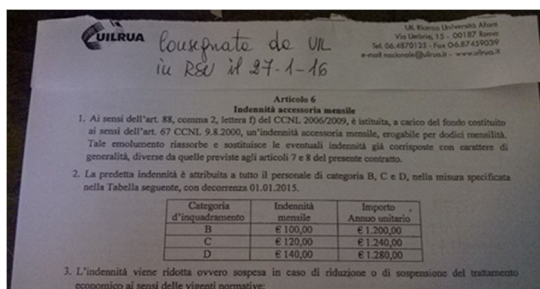 UILRUA
Consegnata da UIL
in RSU il 27-1-16
UIL Ricerca Università Afam
Via Umbria, 15 - 00187 Roma
Tel. 06.4870125 - Fax 06.87459039
e-mail nazionale@uilrua.it - www.uilrua.it
Articolo 6
Indennità accessoria mensile
1. Ai sensi dell'art. 88, comma 2, lettera f) del CCNL 2006/2009, è istituita, a carico del fondo costituito
ai sensi dell'art. 67 CCNL 9.8.2000, un'indennità accessoria mensile, erogabile per dodici mensilità.
Tale emolumento riassorbe e sostituisce le eventuali indennità già corrisposte con carattere di
generalità, diverse da quelle previste agli articoli 7 e 8 del presente contratto.
2. La predetta indennità è attribuita a tutto il personale di categoria B, C e D, nella misura specificata
nella Tabella seguente, con decorrenza 01.01.2015.
Categoria d'inquadramento Indennità mensile Importo Annuo unitario
B € 100,00 € 1.200,00
C € 120,00 € 1.240,00
D € 140,00 € 1.280,00
3. L'indennità viene ridotta ovvero sospesa in caso di riduzione o di sospensione del trattamento
economico ai sensi delle vigenti normative: